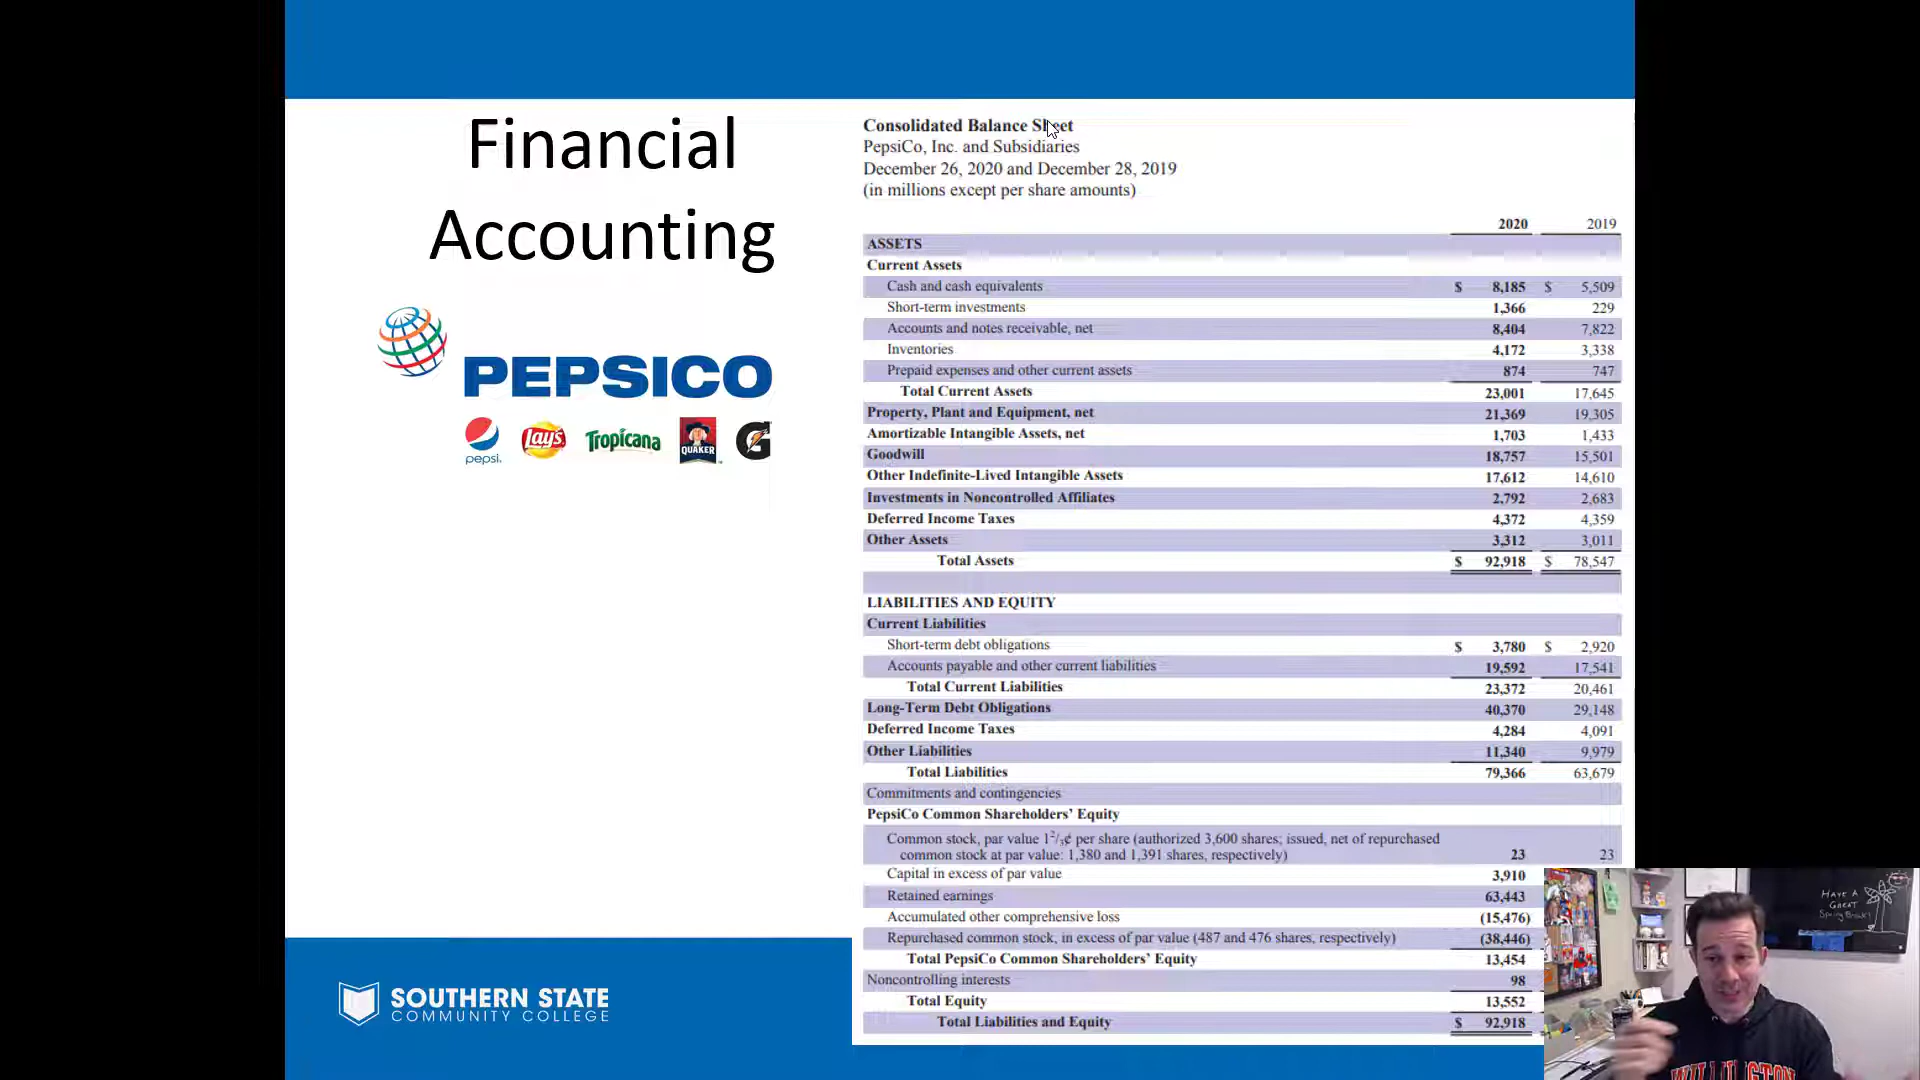 Financial
Accounting
PEPSICO
pepsi.
Lay's
Tropicana
QUAKER
G
Consolidated Balance Sheet
PepsiCo, Inc. and Subsidiaries
December 26, 2020 and December 28, 2019
(in millions except per share amounts)
2020 2019
ASSETS
Current Assets
Cash and cash equivalents $ 8,185 $ 5,509
Short-term investments 1,366 229
Accounts and notes receivable, net 8,404 7,822
Inventories 4,172 3,338
Prepaid expenses and other current assets 874 747
Total Current Assets 23,001 17,645
Property, Plant and Equipment, net 21,369 19,305
Amortizable Intangible Assets, net 1,703 1,433
Goodwill 18,757 15,501
Other Indefinite-Lived Intangible Assets 17,612 14,610
Investments in Noncontrolled Affiliates 2,792 2,683
Deferred Income Taxes 4,372 4,359
Other Assets 3,312 3,011
Total Assets $ 92,918 $ 78,547
LIABILITIES AND EQUITY
Current Liabilities
Short-term debt obligations $ 3,780 $ 2,920
Accounts payable and other current liabilities 19,592 17,541
Total Current Liabilities 23,372 20,461
Long-Term Debt Obligations 40,370 29,148
Deferred Income Taxes 4,284 4,091
Other Liabilities 11,340 9,979
Total Liabilities 79,366 63,679
Commitments and contingencies
PepsiCo Common Shareholders' Equity
Common stock, par value 1 2/3¢ per share (authorized 3,600 shares; issued, net of repurchased
common stock at par value: 1,380 and 1,391 shares, respectively) 23 23
Capital in excess of par value 3,910
Retained earnings 63,443
Accumulated other comprehensive loss (15,476)
Repurchased common stock, in excess of par value (487 and 476 shares, respectively) (38,446)
Total PepsiCo Common Shareholders' Equity 13,454
Noncontrolling interests 98
Total Equity 13,552
Total Liabilities and Equity $ 92,918
SOUTHERN STATE
COMMUNITY COLLEGE
HAVE A
GREAT
Spring Break!